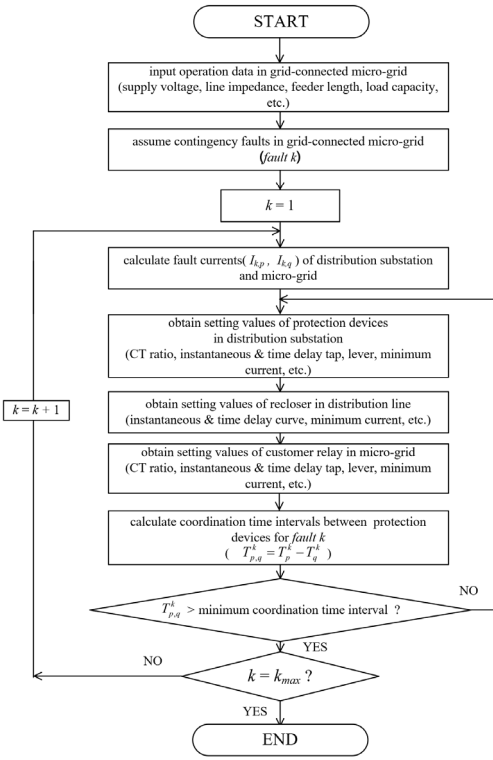 START
input operation data in grid-connected micro-grid
(supply voltage, line impedance, feeder length, load capacity,
etc.)
assume contingency faults in grid-connected micro-grid
(fault k)
k = 1
calculate fault currents( I_{k,p} , I_{k,q} ) of distribution substation
and micro-grid
obtain setting values of protection devices
in distribution substation
(CT ratio, instantaneous & time delay tap, lever, minimum
current, etc.)
k = k + 1
obtain setting values of recloser in distribution line
(instantaneous & time delay curve, minimum current, etc.)
obtain setting values of customer relay in micro-grid
(CT ratio, instantaneous & time delay tap, lever, minimum
current, etc.)
calculate coordination time intervals between protection
devices for fault k
( T_{p,q}^k = T_p^k − T_q^k )
NO
T_{p,q}^k > minimum coordination time interval ?
YES
NO
k = k_{max} ?
YES
END